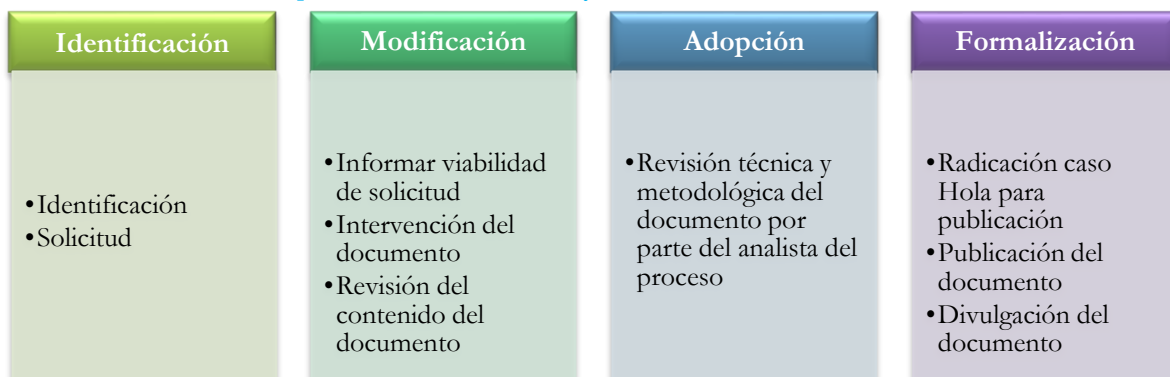 Identificación
•Identificación
•Solicitud
Modificación
•Informar viabilidad
de solicitud
•Intervención del
documento
•Revisión del
contenido del
documento
Adopción
•Revisión técnica y
metodológica del
documento por
parte del analista del
proceso
Formalización
•Radicación caso
Hola para
publicación
•Publicación del
documento
•Divulgación del
documento